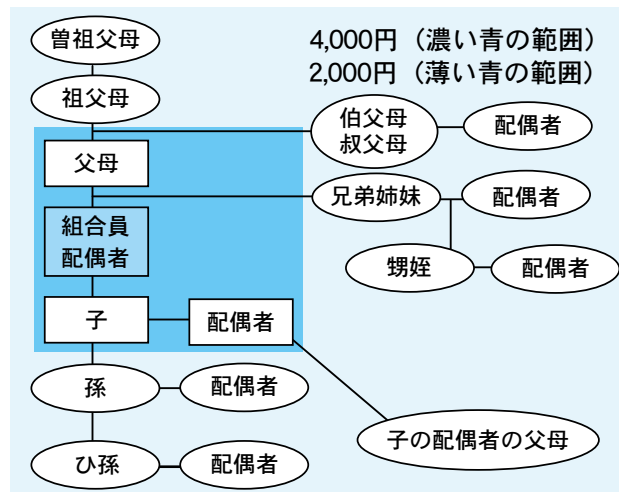 曽祖父母
4,000円（濃い青の範囲）
2,000円（薄い青の範囲）
祖父母
伯父母
叔父母
配偶者
父母
兄弟姉妹
配偶者
組合員
配偶者
甥姪
配偶者
子
配偶者
孫
配偶者
子の配偶者の父母
ひ孫
配偶者